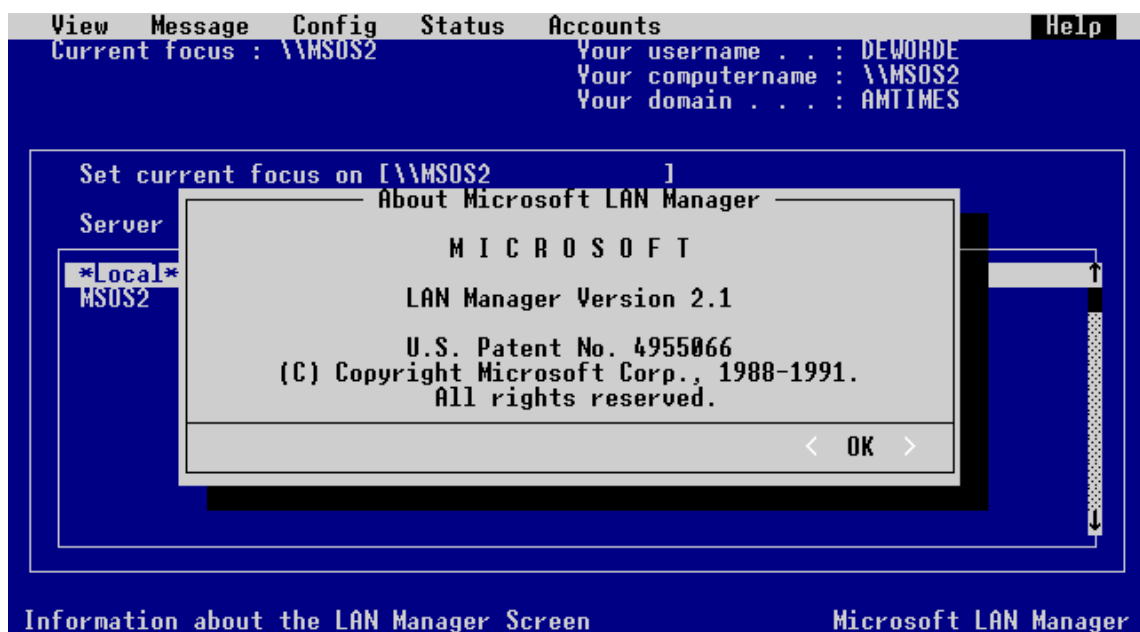 View Message Config Status Accounts Help
Current focus : \\MSOS2 Your username . . : DEWORDE
Your computername : \\MSOS2
Your domain . . . : AMTIMES
Set current focus on [\\MSOS2 ]
About Microsoft LAN Manager
Server
M I C R O S O F T
*Local*
MSOS2
LAN Manager Version 2.1
U.S. Patent No. 4955066
(C) Copyright Microsoft Corp., 1988-1991.
All rights reserved.
< OK >
Information about the LAN Manager Screen Microsoft LAN Manager